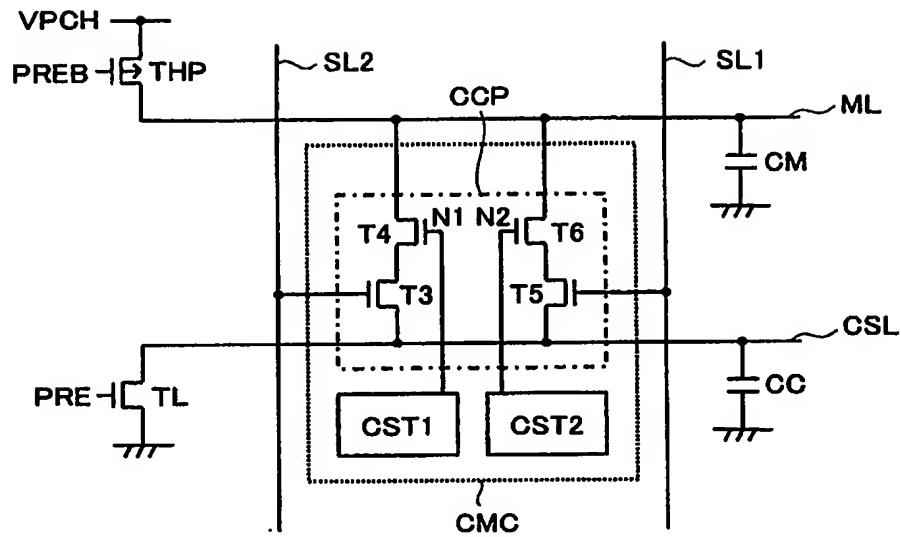 VPCH
PREB
THP
SL2
SL1
CCP
ML
CM
N1
N2
T4
T6
T3
T5
CSL
PRE
TL
CC
CST1
CST2
CMC